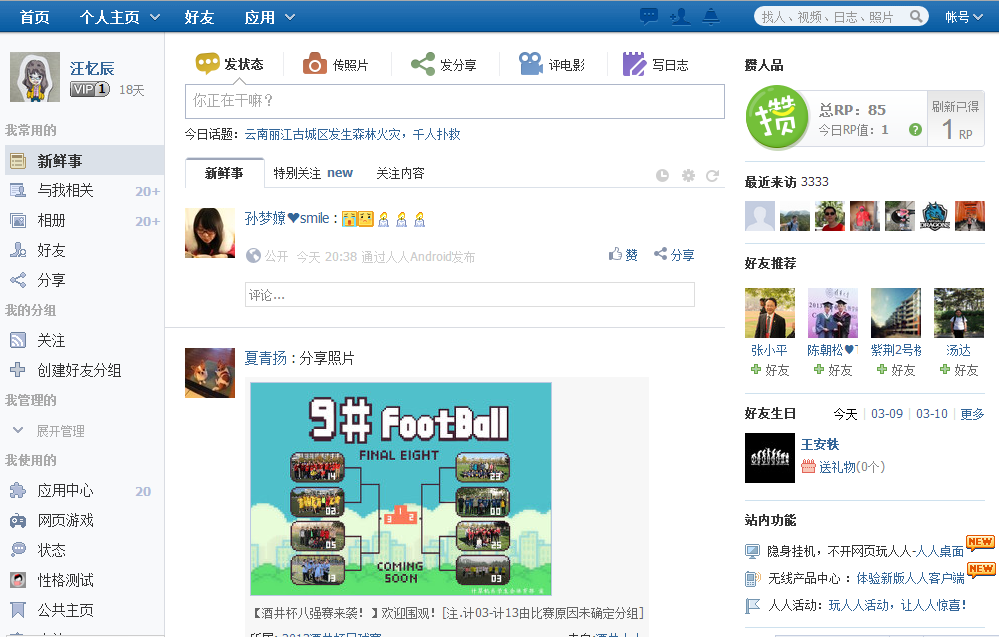 首页 个人主页 好友 应用 找人、视频、日志、照片 帐号
汪忆辰
VIP 1 18天
我常用的
新鲜事
与我相关 20+
相册 20+
好友
分享
我的分组
关注
创建好友分组
我管理的
展开管理
我使用的
应用中心 20
网页游戏
状态
性格测试
公共主页
发状态 传照片 发分享 评电影 写日志
你正在干嘛？
今日话题：云南丽江古城区发生森林火灾，千人扑救
新鲜事 特别关注 new 关注内容
孙梦嫜♥smile :
公开 今天 20:38 通过人人Android发布
赞 分享
评论...
夏青扬 : 分享照片
9# FootBall
FINAL EIGHT
14 23
02 00
3 1 2
05 25
13 03
COMING
SOON
【酒井杯八强赛来袭！】欢迎围观！[注.计03-计13由比赛原因未确定分组]
攒人品
攒
总RP：85
今日RP值：1 ?
刷新已得
1 RP
最近来访 3333
DRAGONS
好友推荐
张小平 陈朝松♥ 紫荆2号 汤达
好友 好友 好友 好友
好友生日 今天 | 03-09 | 03-10 | 更多
王安轶
送礼物(0个)
站内功能
NEW
隐身挂机，不开网页玩人人-人人桌面
NEW
无线产品中心：体验新版人人客户端
人人活动：玩人人活动，让人人惊喜！